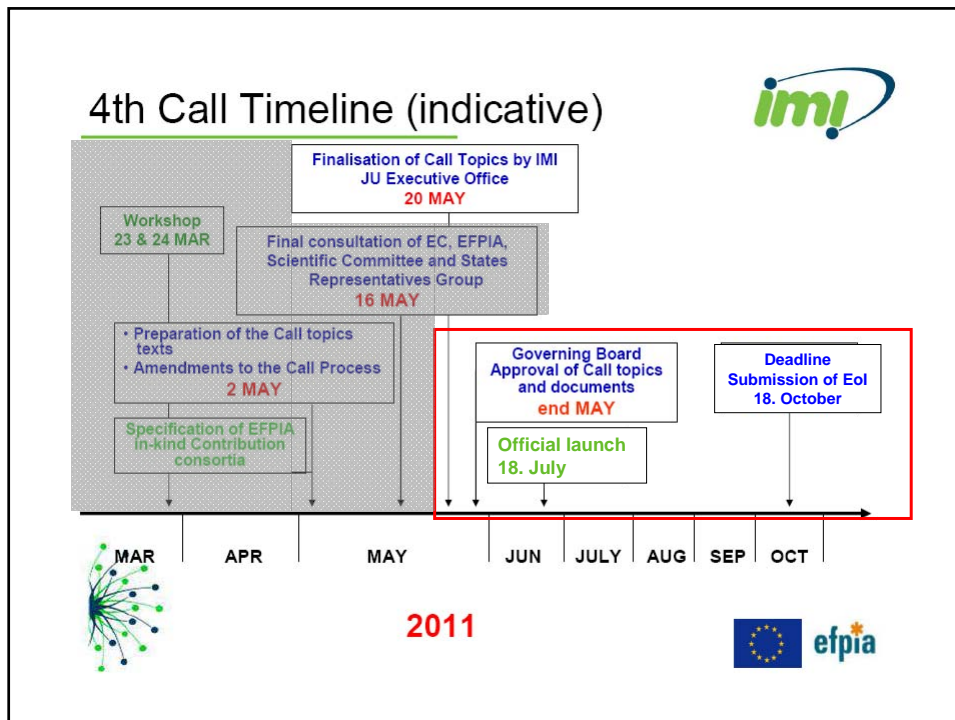 4th Call Timeline (indicative)
imi
Finalisation of Call Topics by IMI
JU Executive Office
20 MAY
Workshop
23 & 24 MAR
Final consultation of EC, EFPIA,
Scientific Committee and States
Representatives Group
16 MAY
• Preparation of the Call topics
texts
• Amendments to the Call Process
2 MAY
Governing Board
Approval of Call topics
and documents
end MAY
Deadline
Submission of EoI
18. October
Specification of EFPIA
in-kind Contribution
consortia
Official launch
18. July
MAR
APR
MAY
JUN
JULY
AUG
SEP
OCT
2011
efpia